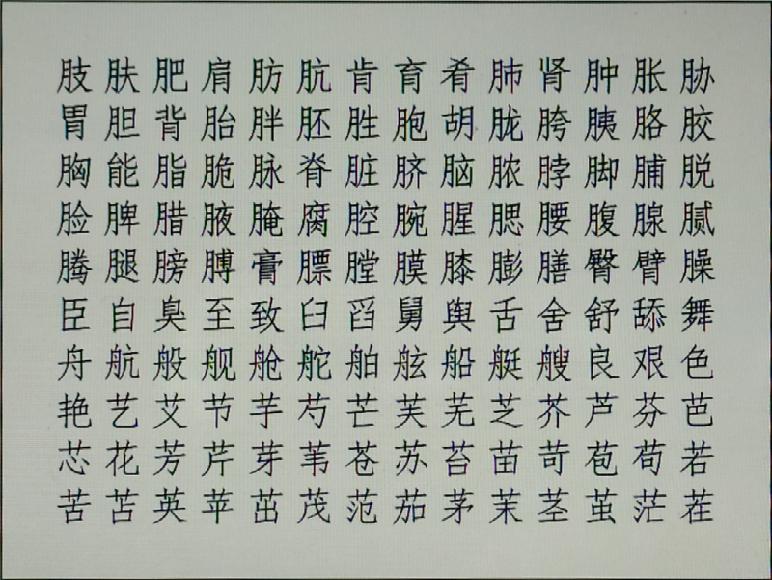 肢肤肥肩肪肮肯育肴肺肾肿胀胁
胃胆背胎胖胚胜胞胡胧胯胰胳胶
胸能脂脆脉脊脏脐脑脓脖脚脯脱
脸脾腊腋腌腐腔腕腥腮腰腹腺腻
腾腿膀膊膏膘膛膜膝膨膳臀臂臊
臣自臭至致臼舀舅舆舌舍舒舔舞
舟航般舰舱舵舶舷船艇艘良艰色
艳艺艾节芋芍芒芙芜芝芥芦芬芭
芯花芳芹芽苇苍苏苔苗苛苞苟若
苦苫英苹茁茂范茄茅茉茎茧茫茬